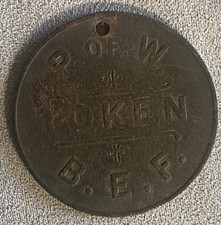 P. OF W.
TOKEN
B. E. F.